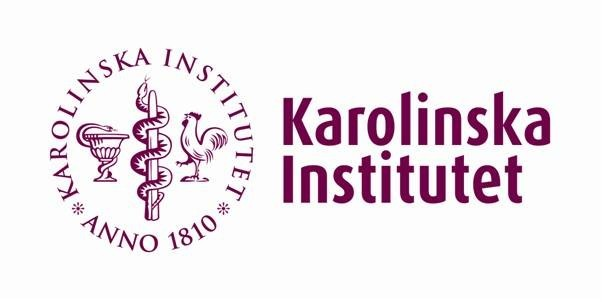 KAROLINSKA INSTITUTET
* ANNO 1810 *
Karolinska
Institutet